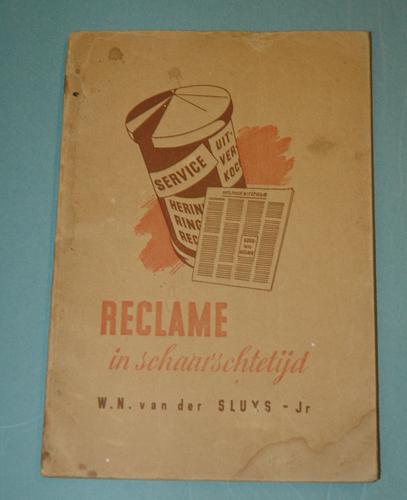 SERVICE
UIT-
VER
KOC
HERIN
RING
REC
RECLAME
in schaarschtetijd
W.N. van der SLUYS - Jr